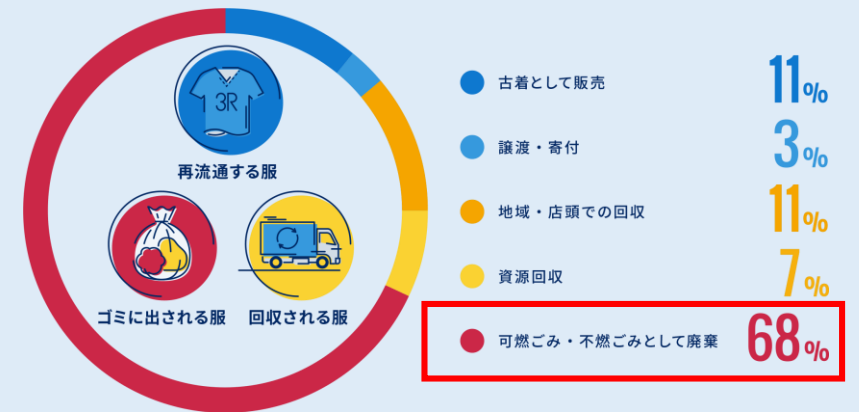 3R
再流通する服
ゴミに出される服
回収される服
古着として販売
11%
譲渡・寄付
3%
地域・店頭での回収
11%
資源回収
7%
可燃ごみ・不燃ごみとして廃棄
68%